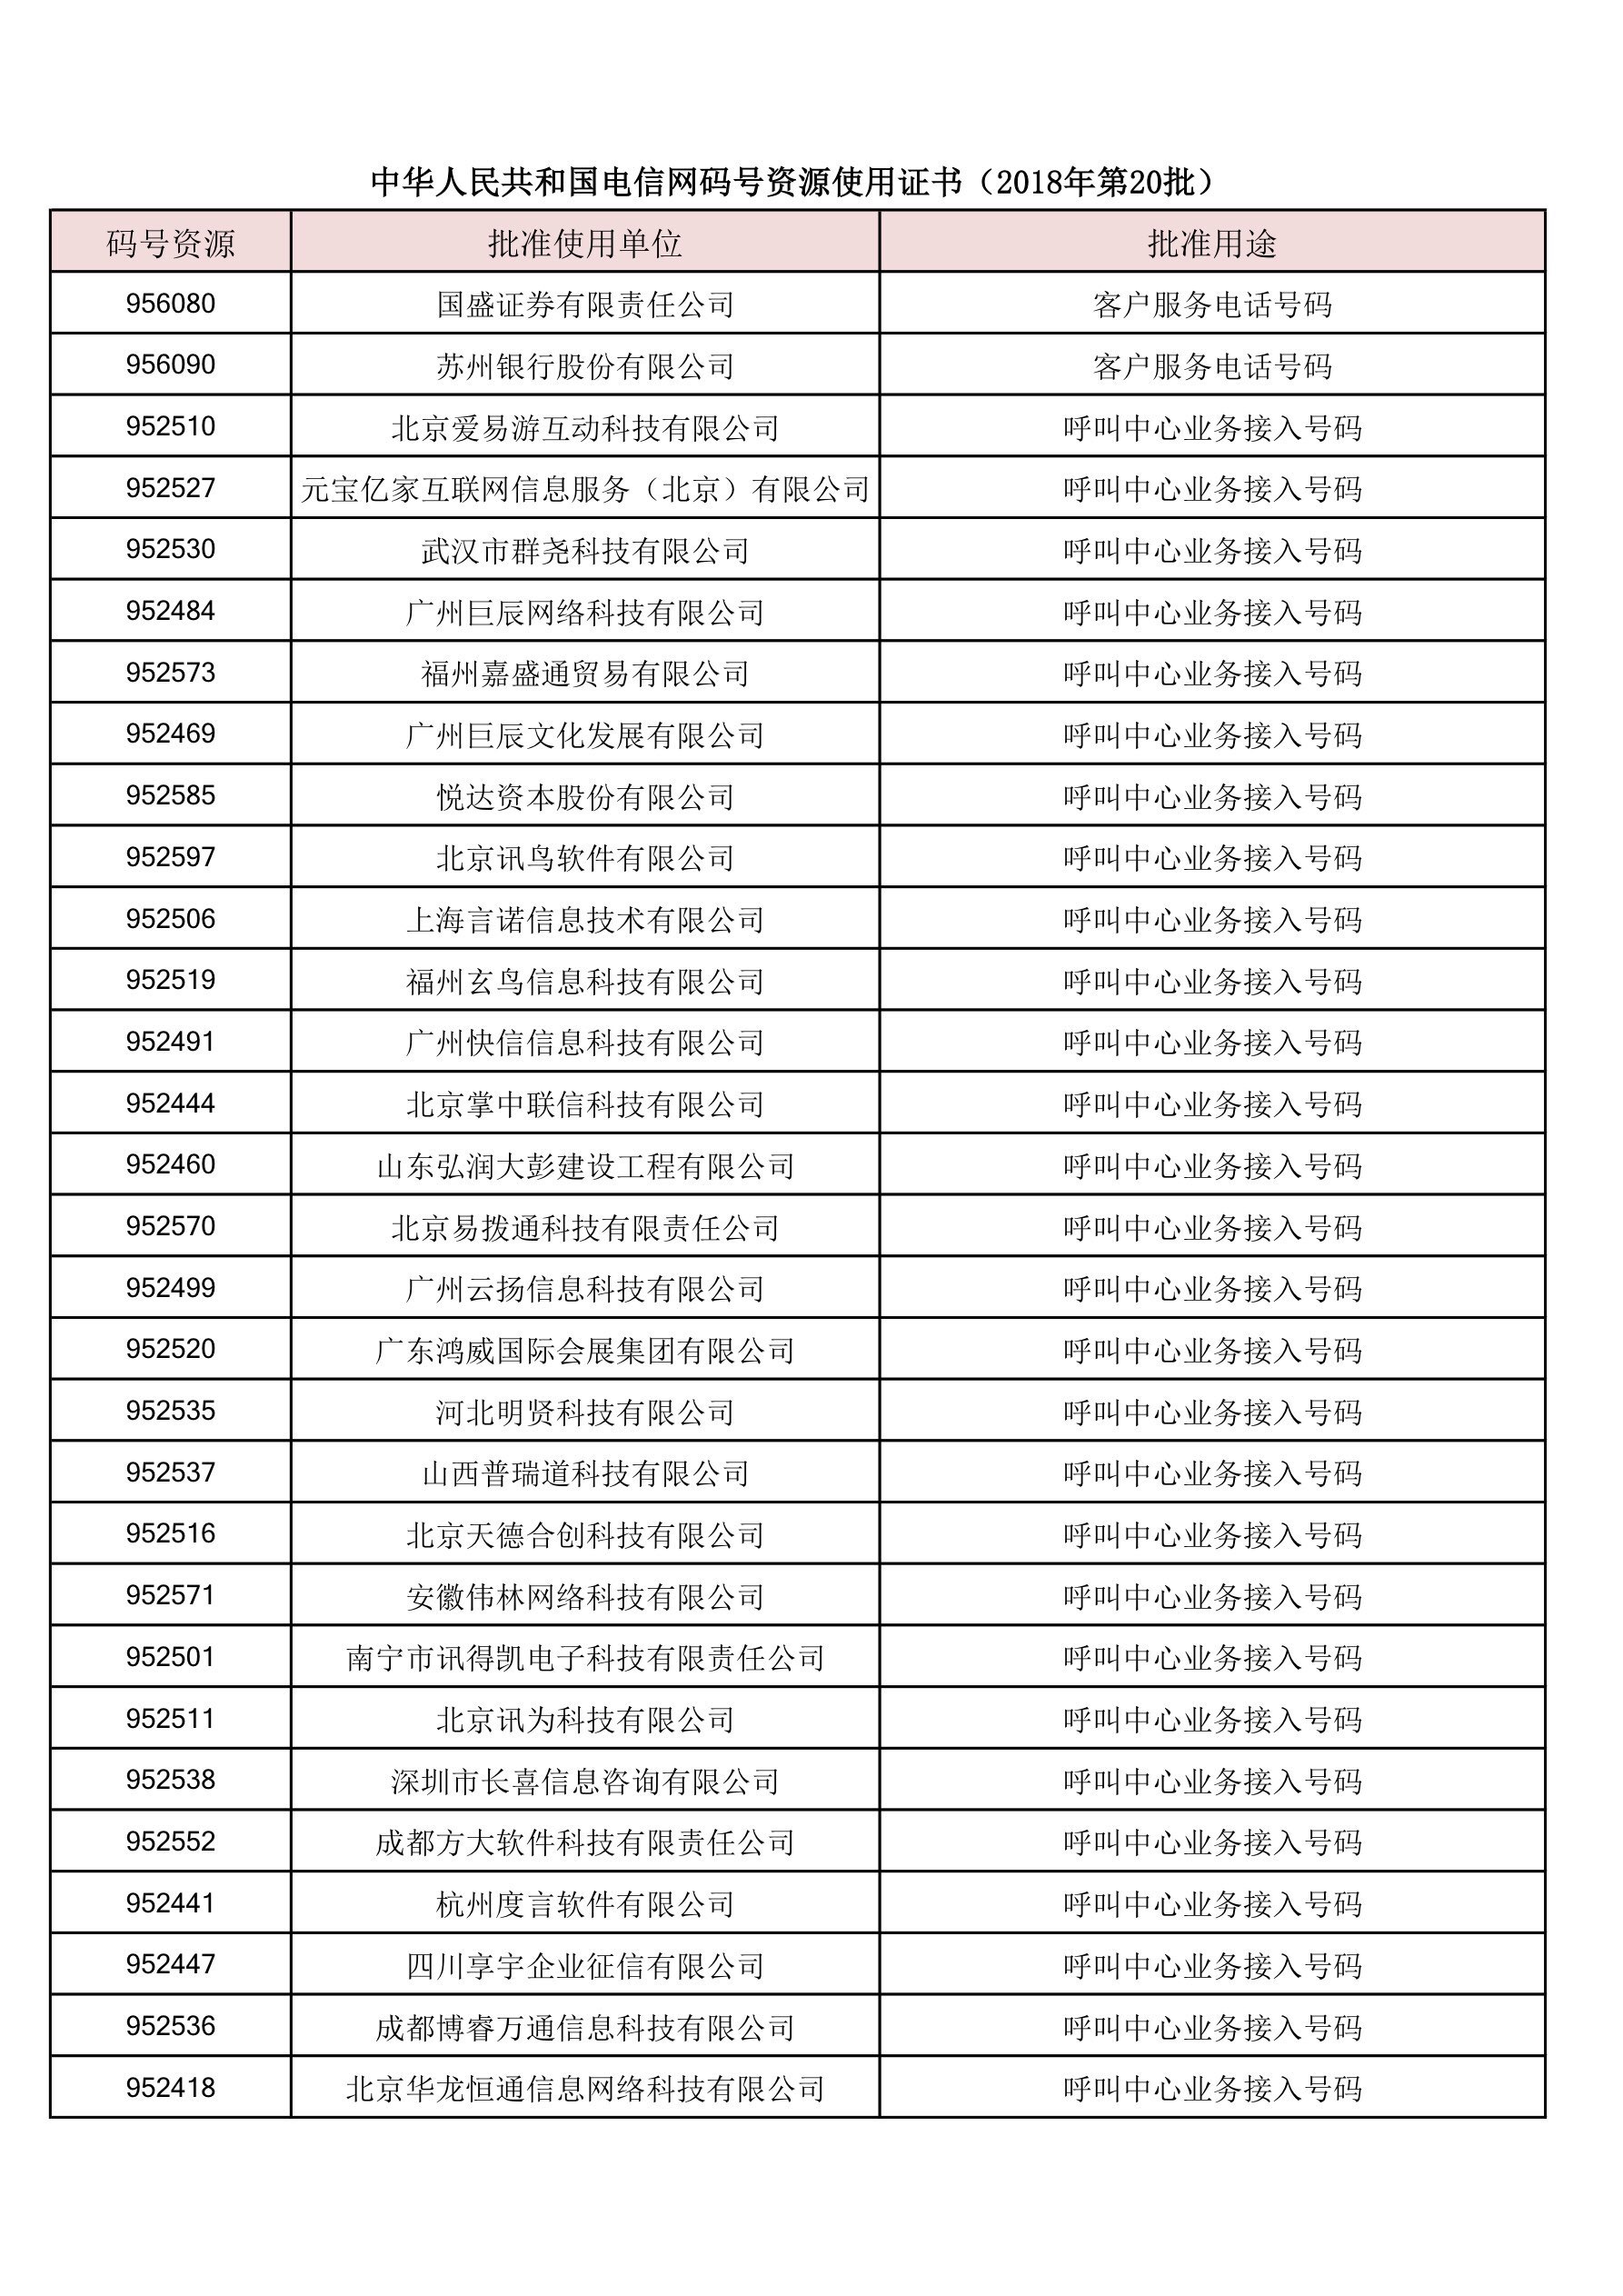 中华人民共和国电信网码号资源使用证书（2018年第20批）
码号资源 批准使用单位 批准用途
956080 国盛证券有限责任公司 客户服务电话号码
956090 苏州银行股份有限公司 客户服务电话号码
952510 北京爱易游互动科技有限公司 呼叫中心业务接入号码
952527 元宝亿家互联网信息服务（北京）有限公司 呼叫中心业务接入号码
952530 武汉市群尧科技有限公司 呼叫中心业务接入号码
952484 广州巨辰网络科技有限公司 呼叫中心业务接入号码
952573 福州嘉盛通贸易有限公司 呼叫中心业务接入号码
952469 广州巨辰文化发展有限公司 呼叫中心业务接入号码
952585 悦达资本股份有限公司 呼叫中心业务接入号码
952597 北京讯鸟软件有限公司 呼叫中心业务接入号码
952506 上海言诺信息技术有限公司 呼叫中心业务接入号码
952519 福州玄鸟信息科技有限公司 呼叫中心业务接入号码
952491 广州快信信息科技有限公司 呼叫中心业务接入号码
952444 北京掌中联信科技有限公司 呼叫中心业务接入号码
952460 山东弘润大彭建设工程有限公司 呼叫中心业务接入号码
952570 北京易拨通科技有限责任公司 呼叫中心业务接入号码
952499 广州云扬信息科技有限公司 呼叫中心业务接入号码
952520 广东鸿威国际会展集团有限公司 呼叫中心业务接入号码
952535 河北明贤科技有限公司 呼叫中心业务接入号码
952537 山西普瑞道科技有限公司 呼叫中心业务接入号码
952516 北京天德合创科技有限公司 呼叫中心业务接入号码
952571 安徽伟林网络科技有限公司 呼叫中心业务接入号码
952501 南宁市讯得凯电子科技有限责任公司 呼叫中心业务接入号码
952511 北京讯为科技有限公司 呼叫中心业务接入号码
952538 深圳市长喜信息咨询有限公司 呼叫中心业务接入号码
952552 成都方大软件科技有限责任公司 呼叫中心业务接入号码
952441 杭州度言软件有限公司 呼叫中心业务接入号码
952447 四川享宇企业征信有限公司 呼叫中心业务接入号码
952536 成都博睿万通信息科技有限公司 呼叫中心业务接入号码
952418 北京华龙恒通信息网络科技有限公司 呼叫中心业务接入号码